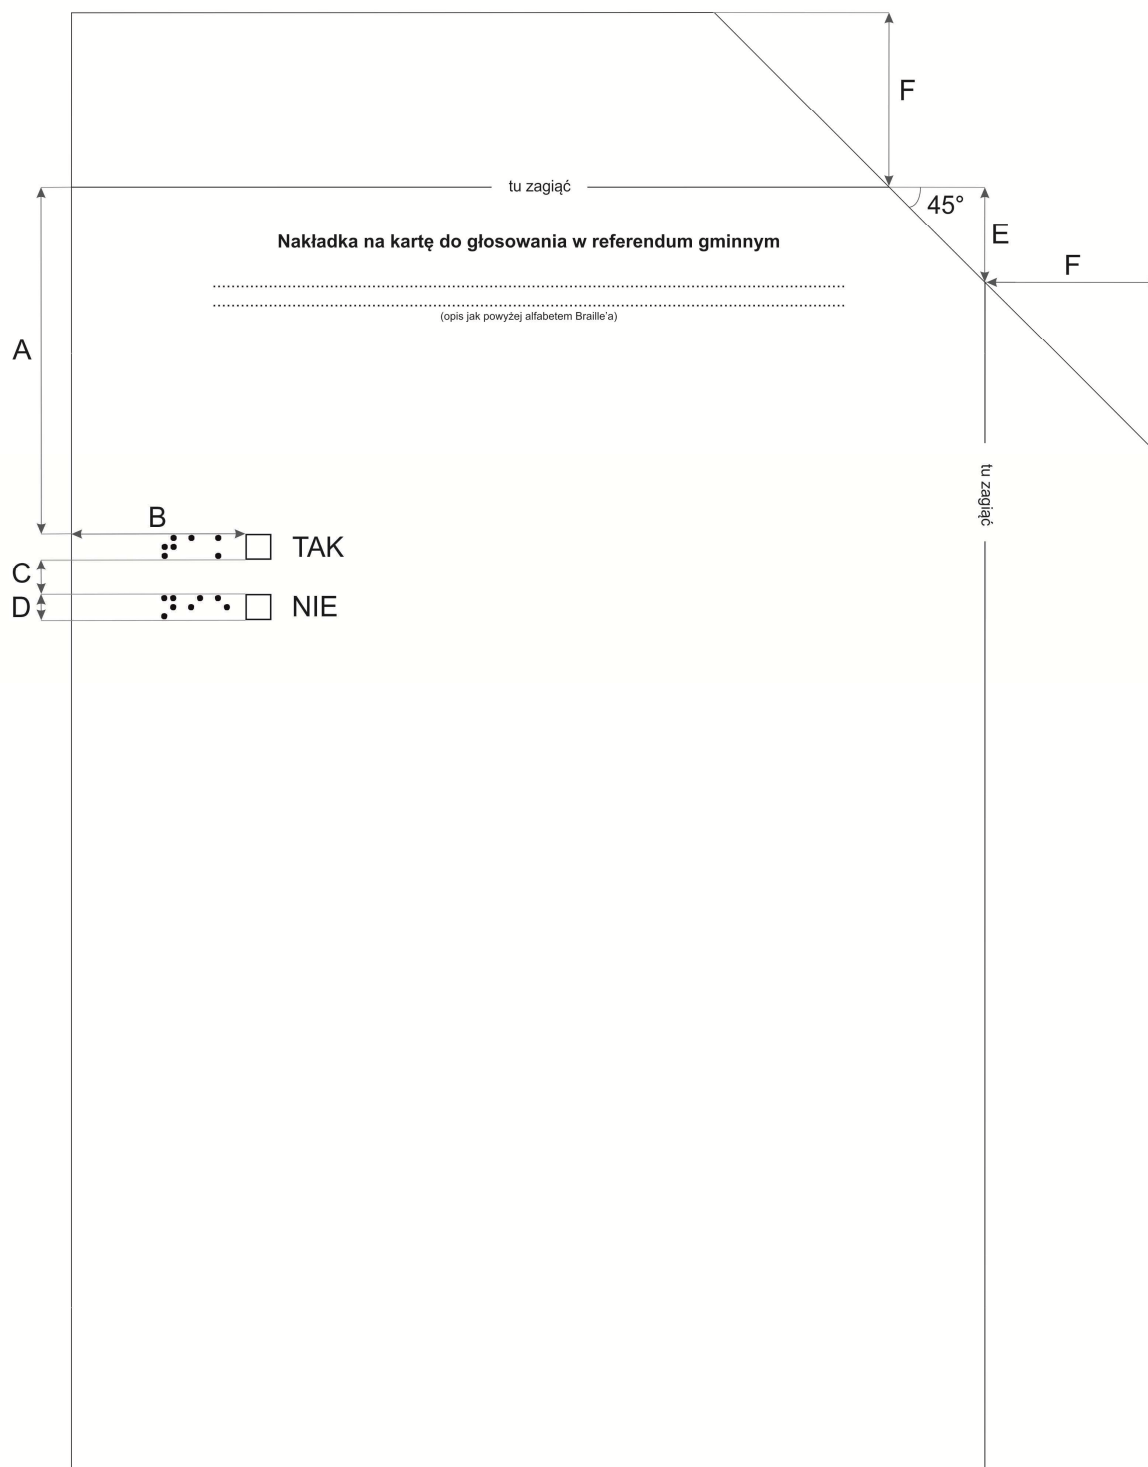 F
tu zagiąć
45°
E
Nakładka na kartę do głosowania w referendum gminnym
F
(opis jak powyżej alfabetem Braille'a)
A
tu zagiąć
B
⠞⠁⠅ TAK
C
D ⠝⠊⠑ NIE